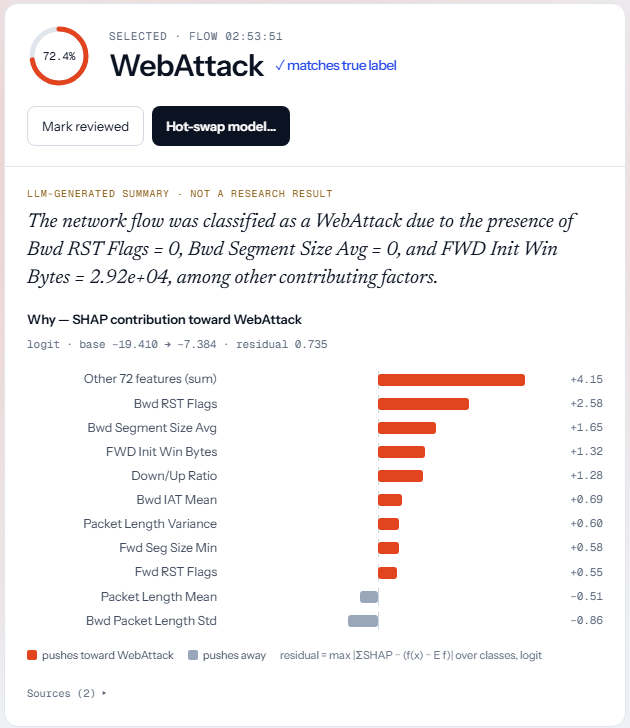 SELECTED · FLOW 02:53:51
72.4%
WebAttack ✓ matches true label
Mark reviewed Hot-swap model...
LLM-GENERATED SUMMARY · NOT A RESEARCH RESULT
The network flow was classified as a WebAttack due to the presence of
Bwd RST Flags = 0, Bwd Segment Size Avg = 0, and FWD Init Win
Bytes = 2.92e+04, among other contributing factors.
Why — SHAP contribution toward WebAttack
logit · base −19.410 → −7.384 · residual 0.735
Other 72 features (sum) +4.15
Bwd RST Flags +2.58
Bwd Segment Size Avg +1.65
FWD Init Win Bytes +1.32
Down/Up Ratio +1.28
Bwd IAT Mean +0.69
Packet Length Variance +0.60
Fwd Seg Size Min +0.58
Fwd RST Flags +0.55
Packet Length Mean −0.51
Bwd Packet Length Std −0.86
pushes toward WebAttack pushes away residual = max |ΣSHAP − (f(x) − E f)| over classes, logit
Sources (2) ▸